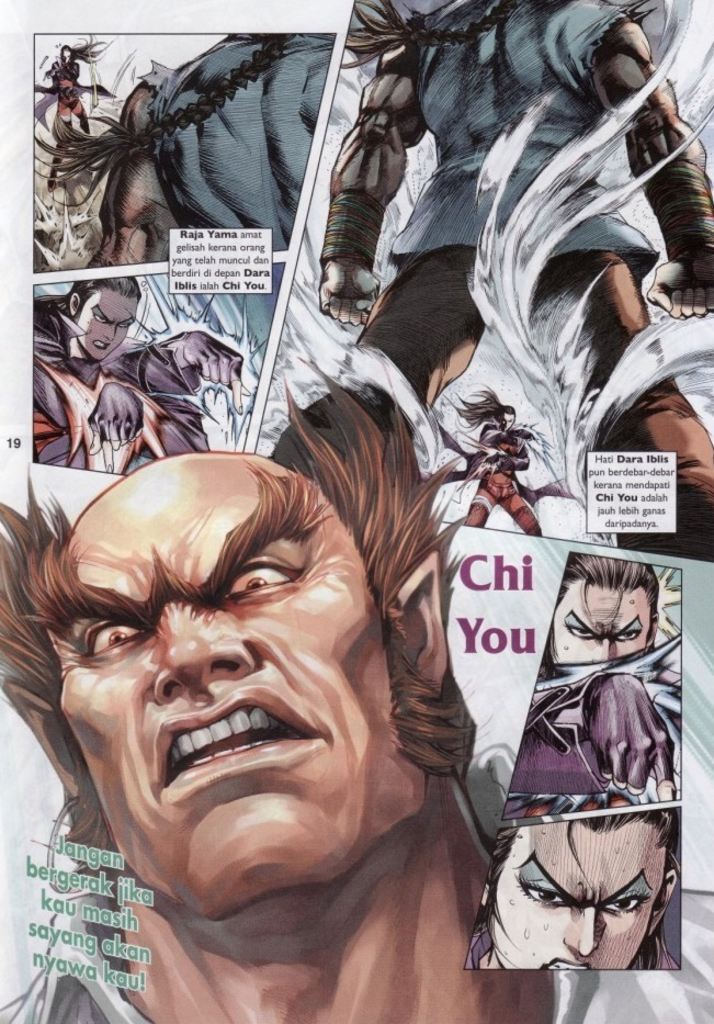 Raja Yama amat
gelisah kerana orang
yang telah muncul dan
berdiri di depan Dara
Iblis ialah Chi You.
19
Hati Dara Iblis
pun berdebar-debar
kerana mendapati
Chi You adalah
jauh lebih ganas
daripadanya.
Chi
You
Jangan
bergerak jika
kau masih
sayang akan
nyawa kau!